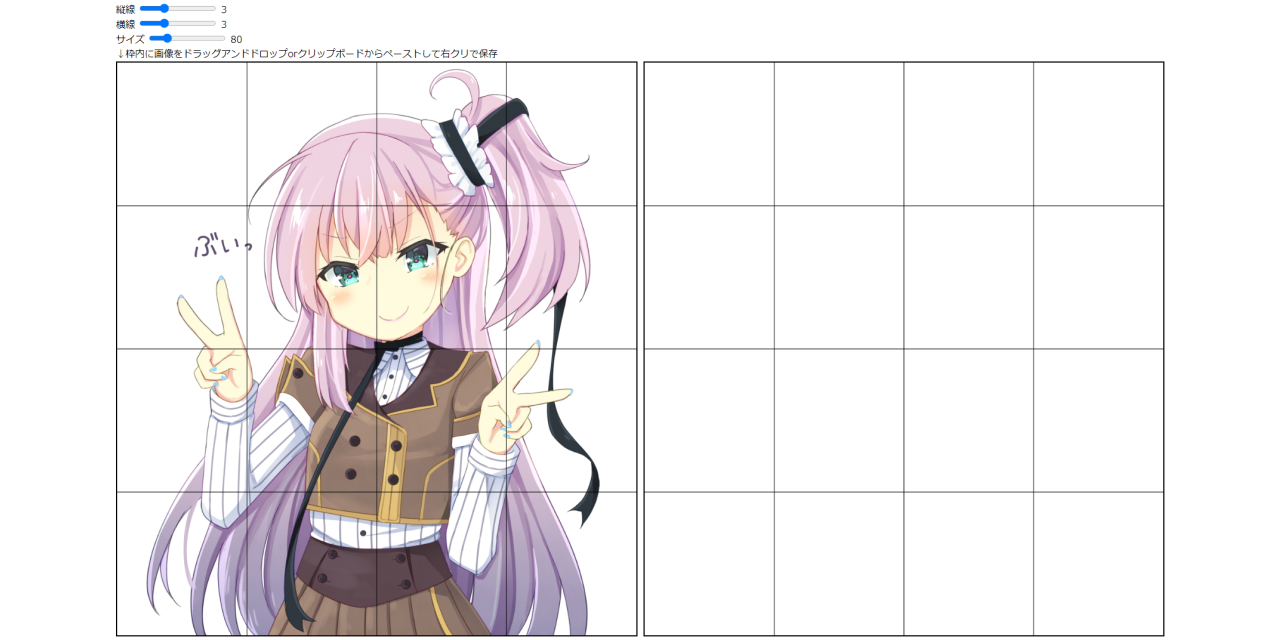 縦線 3
横線 3
サイズ 80
↓枠内に画像をドラッグアンドドロップorクリップボードからペーストして右クリで保存
ぶいっ